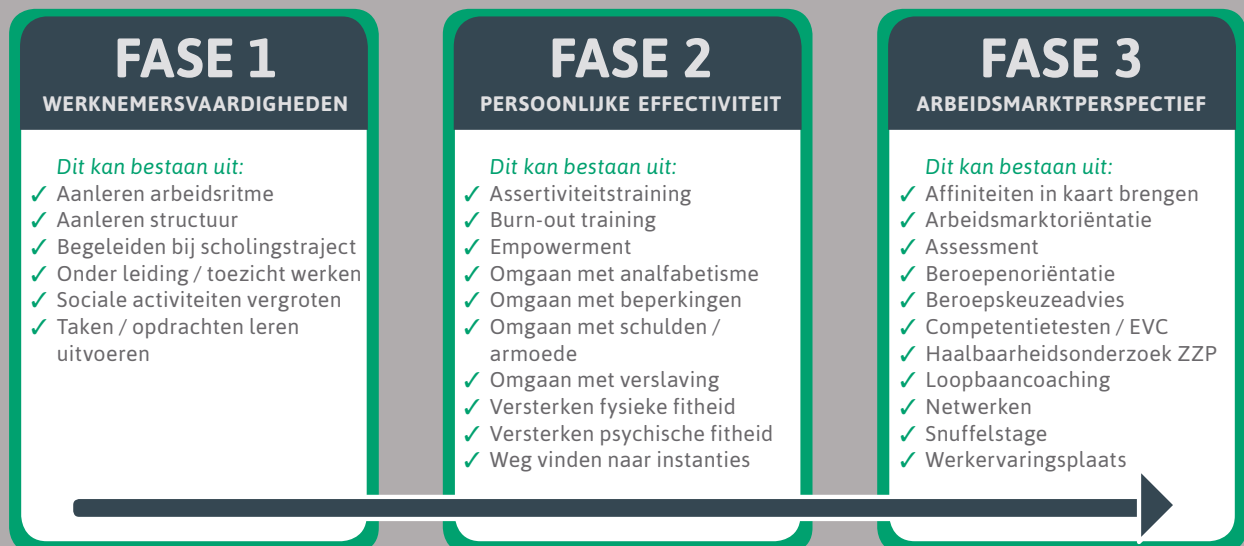 FASE 1
WERKNEMERSVAARDIGHEDEN
Dit kan bestaan uit:
✓ Aanleren arbeidsritme
✓ Aanleren structuur
✓ Begeleiden bij scholingstraject
✓ Onder leiding / toezicht werken
✓ Sociale activiteiten vergroten
✓ Taken / opdrachten leren
uitvoeren
FASE 2
PERSOONLIJKE EFFECTIVITEIT
Dit kan bestaan uit:
✓ Assertiviteitstraining
✓ Burn-out training
✓ Empowerment
✓ Omgaan met analfabetisme
✓ Omgaan met beperkingen
✓ Omgaan met schulden /
armoede
✓ Omgaan met verslaving
✓ Versterken fysieke fitheid
✓ Versterken psychische fitheid
✓ Weg vinden naar instanties
FASE 3
ARBEIDSMARKTPERSPECTIEF
Dit kan bestaan uit:
✓ Affiniteiten in kaart brengen
✓ Arbeidsmarktoriëntatie
✓ Assessment
✓ Beroepenoriëntatie
✓ Beroepskeuzeadvies
✓ Competentietesten / EVC
✓ Haalbaarheidsonderzoek ZZP
✓ Loopbaancoaching
✓ Netwerken
✓ Snuffelstage
✓ Werkervaringsplaats